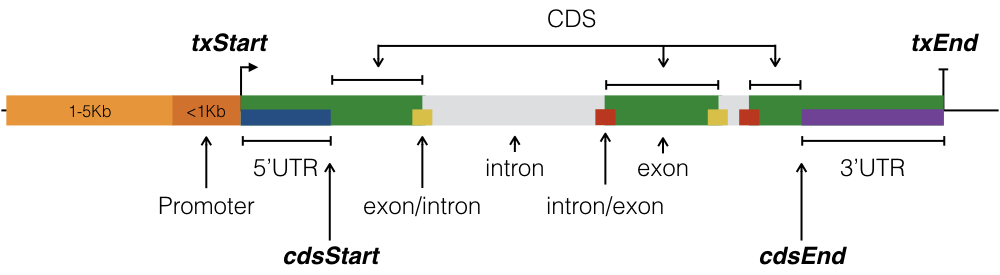 CDS
txStart
txEnd
1-5Kb
<1Kb
5’UTR
intron
exon
3’UTR
Promoter
exon/intron
intron/exon
cdsStart
cdsEnd